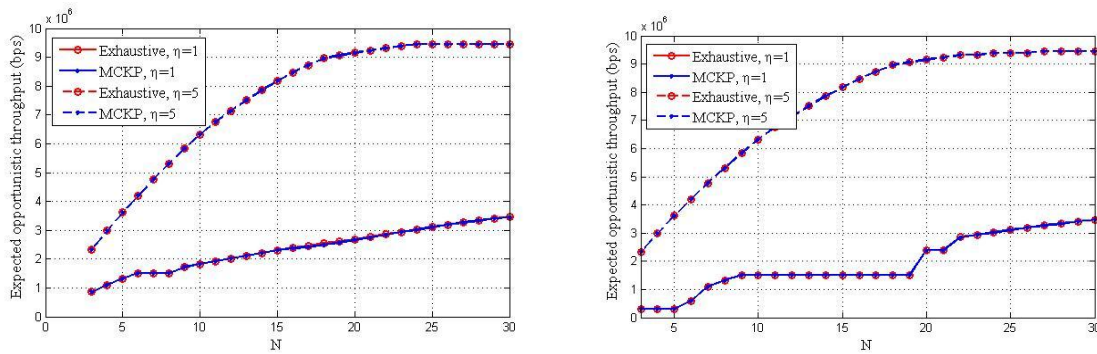 x 10^6
10
9
8
7
6
5
4
3
2
1
0
Expected opportunistic throughput (bps)
Exhaustive, η=1
MCKP, η=1
Exhaustive, η=5
MCKP, η=5
0 5 10 15 20 25 30
N
x 10^6
10
9
8
7
6
5
4
3
2
1
0
Expected opportunistic throughput (bps)
Exhaustive, η=1
MCKP, η=1
Exhaustive, η=5
MCKP, η=5
5 10 15 20 25 30
N